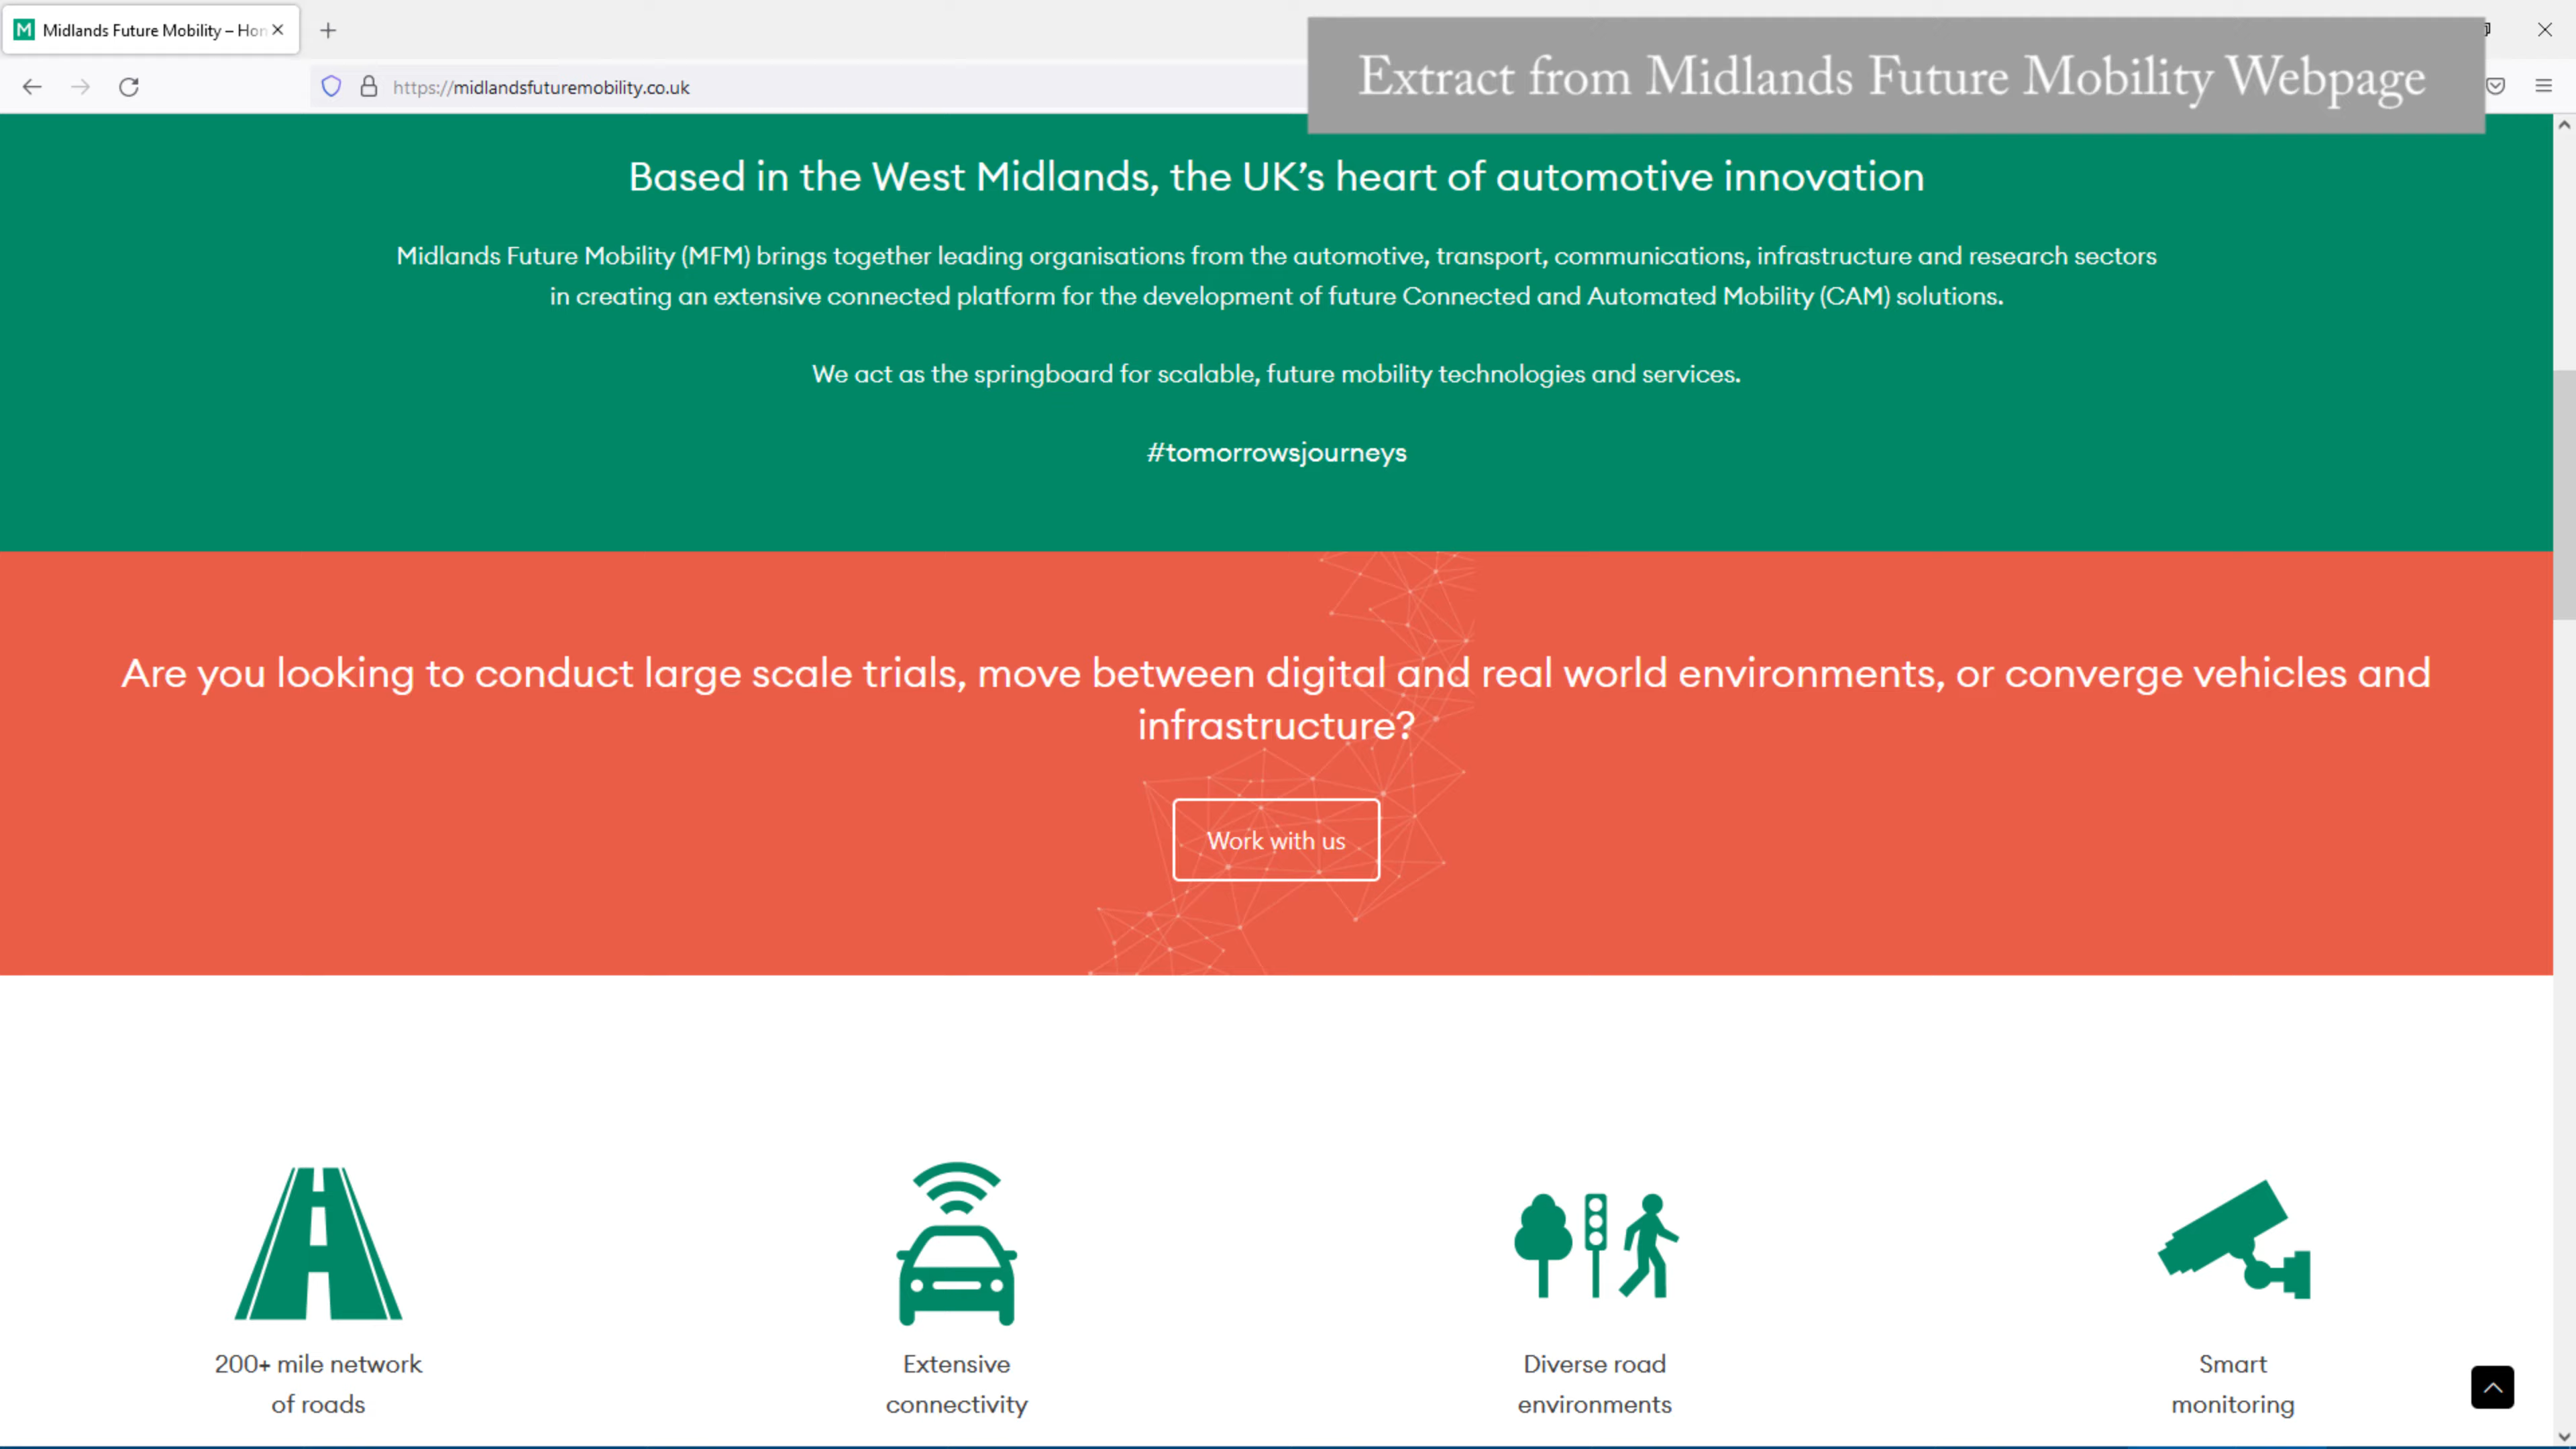 Midlands Future Mobility – Hon
Extract from Midlands Future Mobility Webpage
https://midlandsfuturemobility.co.uk
Based in the West Midlands, the UK’s heart of automotive innovation
Midlands Future Mobility (MFM) brings together leading organisations from the automotive, transport, communications, infrastructure and research sectors
in creating an extensive connected platform for the development of future Connected and Automated Mobility (CAM) solutions.
We act as the springboard for scalable, future mobility technologies and services.
#tomorrowsjourneys
Are you looking to conduct large scale trials, move between digital and real world environments, or converge vehicles and
infrastructure?
Work with us
200+ mile network
of roads
Extensive
connectivity
Diverse road
environments
Smart
monitoring